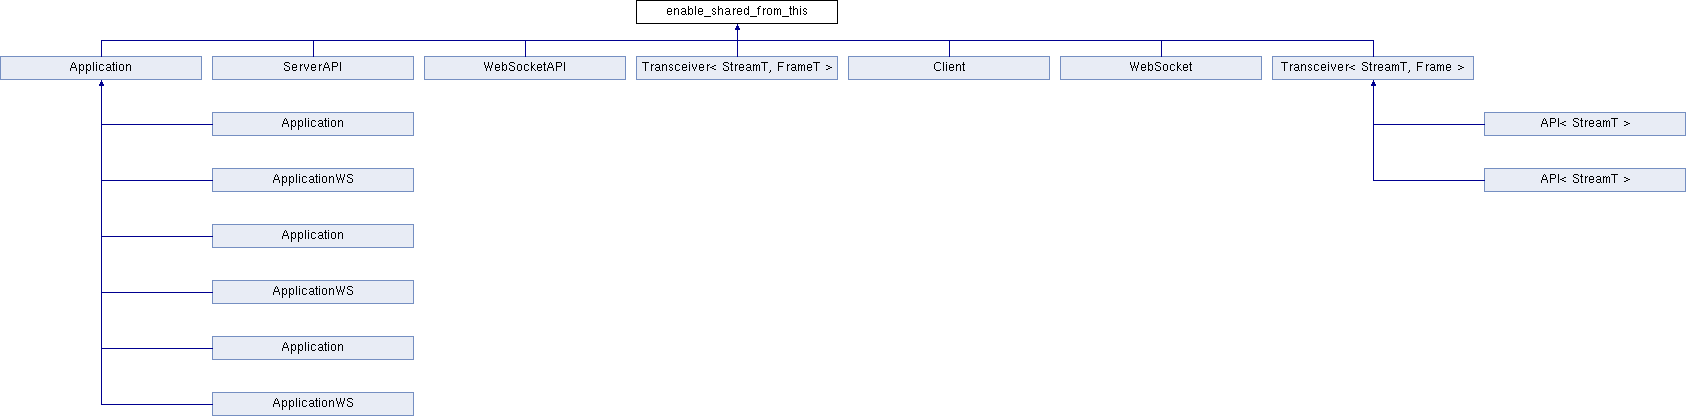 enable_shared_from_this
Application
ServerAPI
WebSocketAPI
Transceiver< StreamT, FrameT >
Client
WebSocket
Transceiver< StreamT, Frame >
Application
API< StreamT >
ApplicationWS
API< StreamT >
Application
ApplicationWS
Application
ApplicationWS